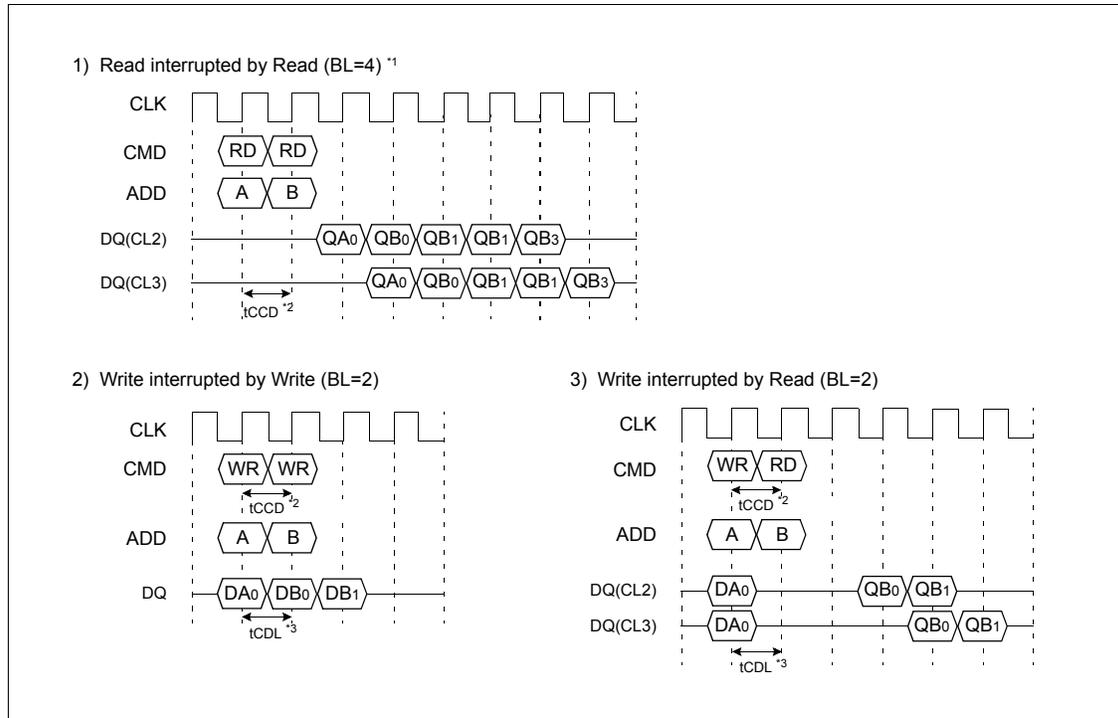 1) Read interrupted by Read (BL=4) *1
CLK
CMD RD RD
ADD A B
DQ(CL2) QA0 QB0 QB1 QB1 QB3
DQ(CL3) QA0 QB0 QB1 QB1 QB3
tCCD *2
2) Write interrupted by Write (BL=2)
CLK
CMD WR WR
tCCD *2
ADD A B
DQ DA0 DB0 DB1
tCDL *3
3) Write interrupted by Read (BL=2)
CLK
CMD WR RD
tCCD *2
ADD A B
DQ(CL2) DA0 QB0 QB1
DQ(CL3) DA0 QB0 QB1
tCDL *3